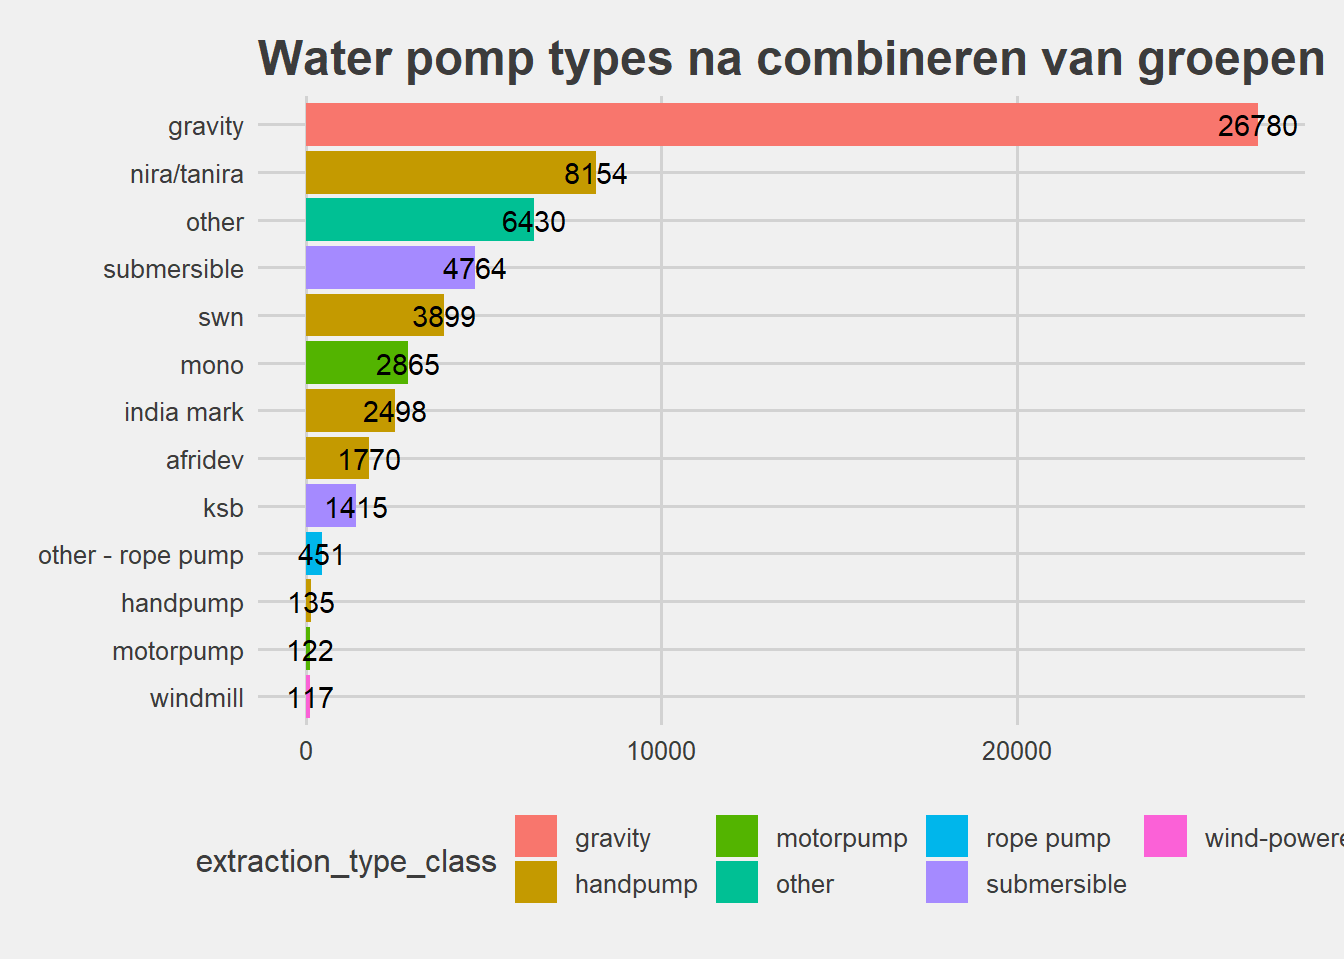 Water pomp types na combineren van groepen
gravity 26780
nira/tanira 8154
other 6430
submersible 4764
swn 3899
mono 2865
india mark 2498
afridev 1770
ksb 1415
other - rope pump 451
handpump 135
motorpump 122
windmill 117
0 10000 20000
extraction_type_class
gravity motorpump rope pump wind-powere
handpump other submersible